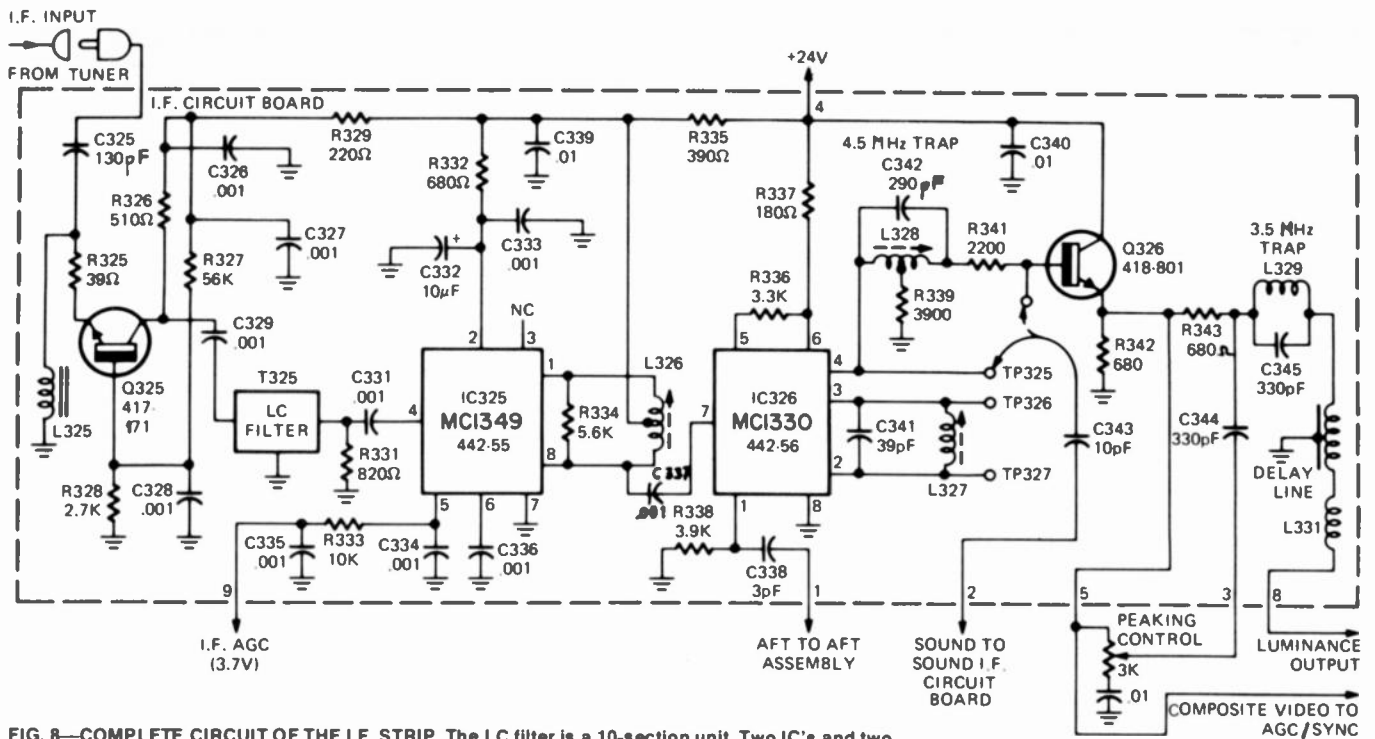 I.F. INPUT
FROM TUNER
I.F. CIRCUIT BOARD
+24V
4
C325
130pF
R326
510Ω
C326
.001
C327
.001
R327
56K
R325
39Ω
Q325
417
171
L325
R328
2.7K
C328
.001
C329
.001
T325
LC
FILTER
R331
820Ω
C331
.001
R329
220Ω
R332
680Ω
C339
.01
C332
10µF
+
C333
.001
NC
2
3
1
4
8
5
6
7
IC325
MC1349
442-55
R334
5.6K
L326
C337
.001
C335
.001
R333
10K
C334
.001
C336
.001
9
I.F. AGC
(3.7V)
R335
390Ω
R337
180Ω
R336
3.3K
5
6
7
4
3
2
1
8
IC326
MC1330
442-56
R338
3.9K
C338
3pF
1
AFT TO AFT
ASSEMBLY
4.5 MHz TRAP
C342
290 pF
L328
R341
2200
R339
3900
C340
.01
Q326
418-801
TP325
TP326
TP327
C341
39pF
L327
C343
10pF
2
SOUND TO
SOUND I.F.
CIRCUIT
BOARD
R342
680
R343
680
3.5 MHz
TRAP
L329
C345
330pF
C344
330pF
DELAY
LINE
L331
5
3
8
PEAKING
CONTROL
3K
.01
LUMINANCE
OUTPUT
COMPOSITE VIDEO TO
AGC/SYNC
FIG. 8—COMPLETE CIRCUIT OF THE I.F. STRIP. The LC filter is a 10-section unit. Two IC's and two